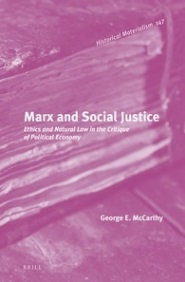 Historical Materialism 147
Marx and Social Justice
Ethics and Natural Law in the Critique
of Political Economy
George E. McCarthy
BRILL